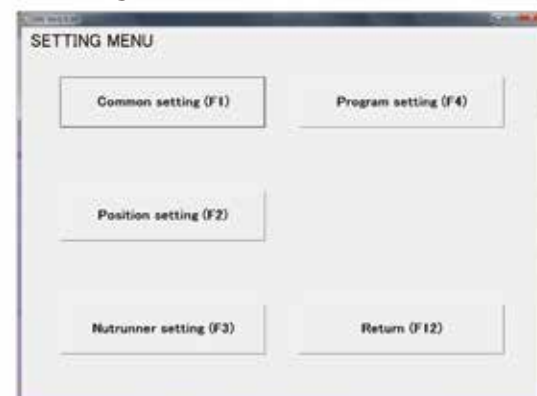 SETTING MENU
Common setting (F1)
Program setting (F4)
Position setting (F2)
Nutrunner setting (F3)
Return (F12)